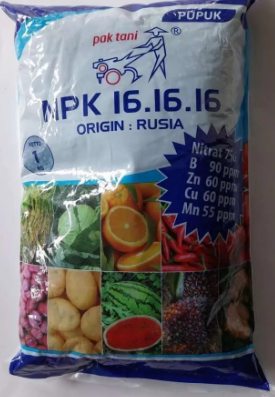 PUPUK
pak tani ®
NPK 16.16.16
ORIGIN : RUSIA
NETTO
1
Nitrat 7%
B 90 ppm
Zn 60 ppm
Cu 60 ppm
Mn 55 ppm